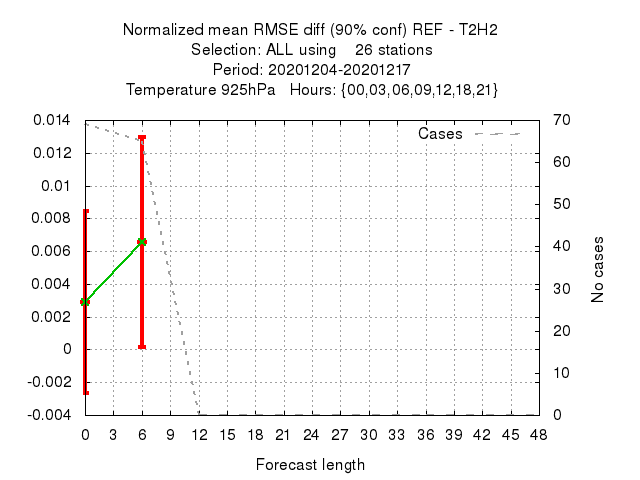 Normalized mean RMSE diff (90% conf) REF - T2H2
Selection: ALL using    26 stations
Period: 20201204-20201217
Temperature 925hPa   Hours: {00,03,06,09,12,18,21}
Cases
0.014
0.012
0.01
0.008
0.006
0.004
0.002
0
-0.002
-0.004
70
60
50
40
30
20
10
0
No cases
0 3 6 9 12 15 18 21 24 27 30 33 36 39 42 45 48
Forecast length